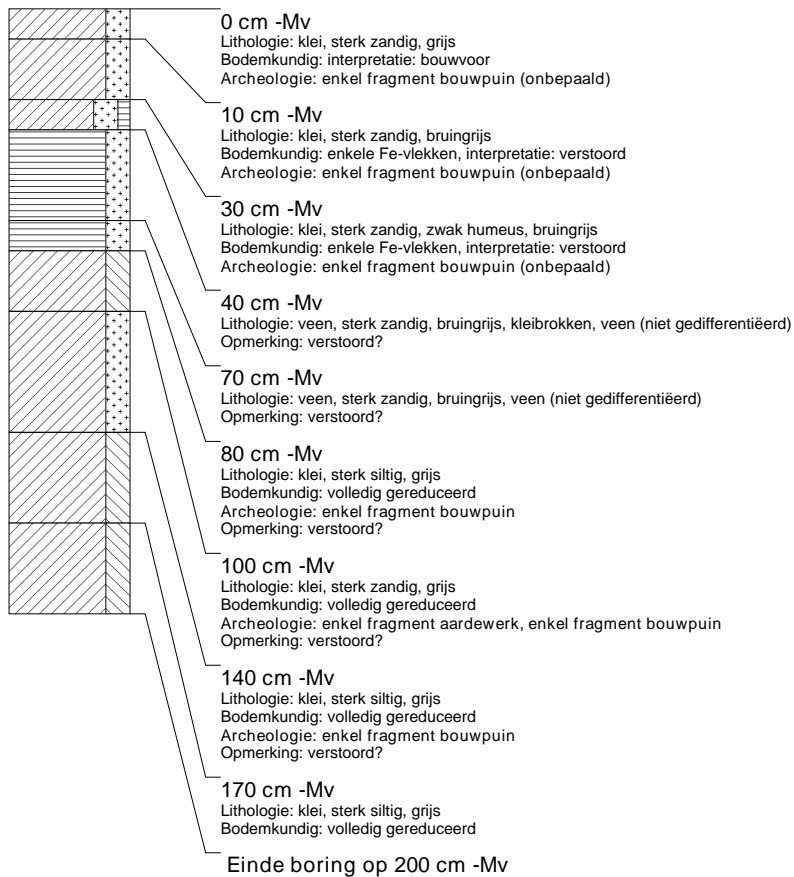 0 cm -Mv
Lithologie: klei, sterk zandig, grijs
Bodemkundig: interpretatie: bouwvoor
Archeologie: enkel fragment bouwpuin (onbepaald)
10 cm -Mv
Lithologie: klei, sterk zandig, bruingrijs
Bodemkundig: enkele Fe-vlekken, interpretatie: verstoord
Archeologie: enkel fragment bouwpuin (onbepaald)
30 cm -Mv
Lithologie: klei, sterk zandig, zwak humeus, bruingrijs
Bodemkundig: enkele Fe-vlekken, interpretatie: verstoord
Archeologie: enkel fragment bouwpuin (onbepaald)
40 cm -Mv
Lithologie: veen, sterk zandig, bruingrijs, kleibrokken, veen (niet gedifferentiëerd)
Opmerking: verstoord?
70 cm -Mv
Lithologie: veen, sterk zandig, bruingrijs, veen (niet gedifferentiëerd)
Opmerking: verstoord?
80 cm -Mv
Lithologie: klei, sterk siltig, grijs
Bodemkundig: volledig gereduceerd
Archeologie: enkel fragment bouwpuin
Opmerking: verstoord?
100 cm -Mv
Lithologie: klei, sterk zandig, grijs
Bodemkundig: volledig gereduceerd
Archeologie: enkel fragment aardewerk, enkel fragment bouwpuin
Opmerking: verstoord?
140 cm -Mv
Lithologie: klei, sterk siltig, grijs
Bodemkundig: volledig gereduceerd
Archeologie: enkel fragment bouwpuin
Opmerking: verstoord?
170 cm -Mv
Lithologie: klei, sterk siltig, grijs
Bodemkundig: volledig gereduceerd
Einde boring op 200 cm -Mv